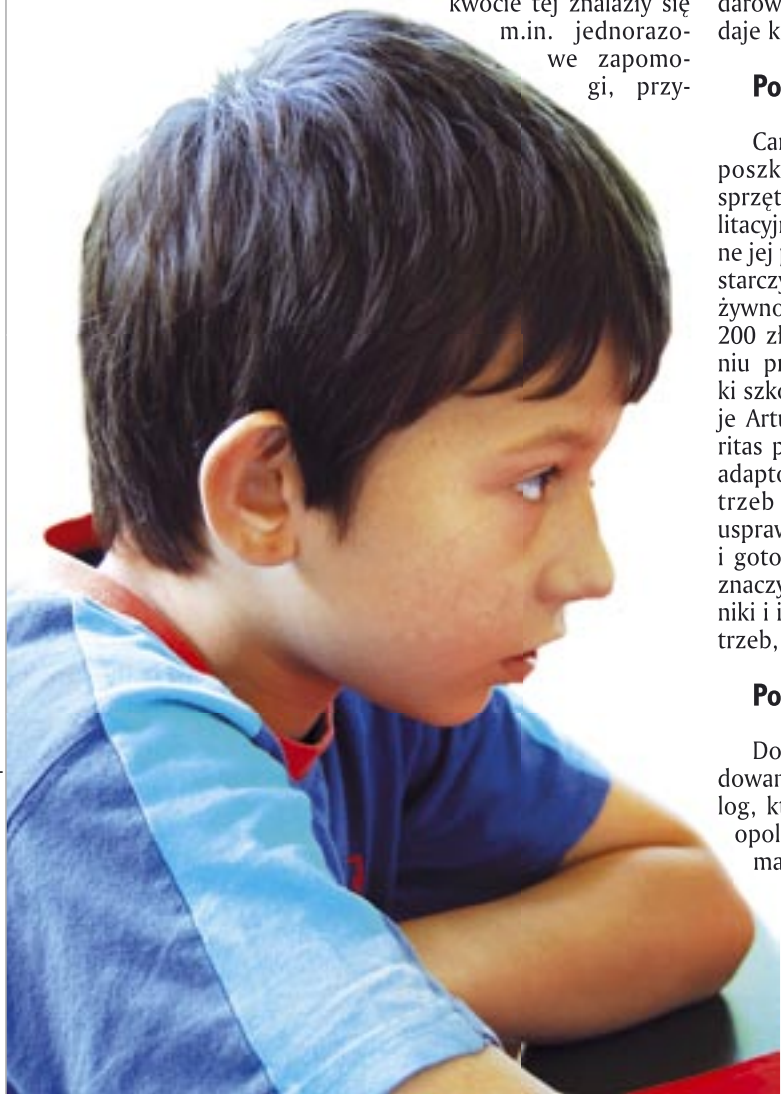 kwocie tej znalazły się
m.in. jednorazo-
we zapomo-
gi, przy-
darow
daje k
Po
Car
poszk
sprzęt
litacyjn
ne jej
starczy
żywno
200 zł
niu pr
ki szko
je Artu
ritas p
adapto
trzeb
uspraw
i goto
znaczy
niki i i
trzeb,
Po
Do
dowan
log, kt
opol
ma